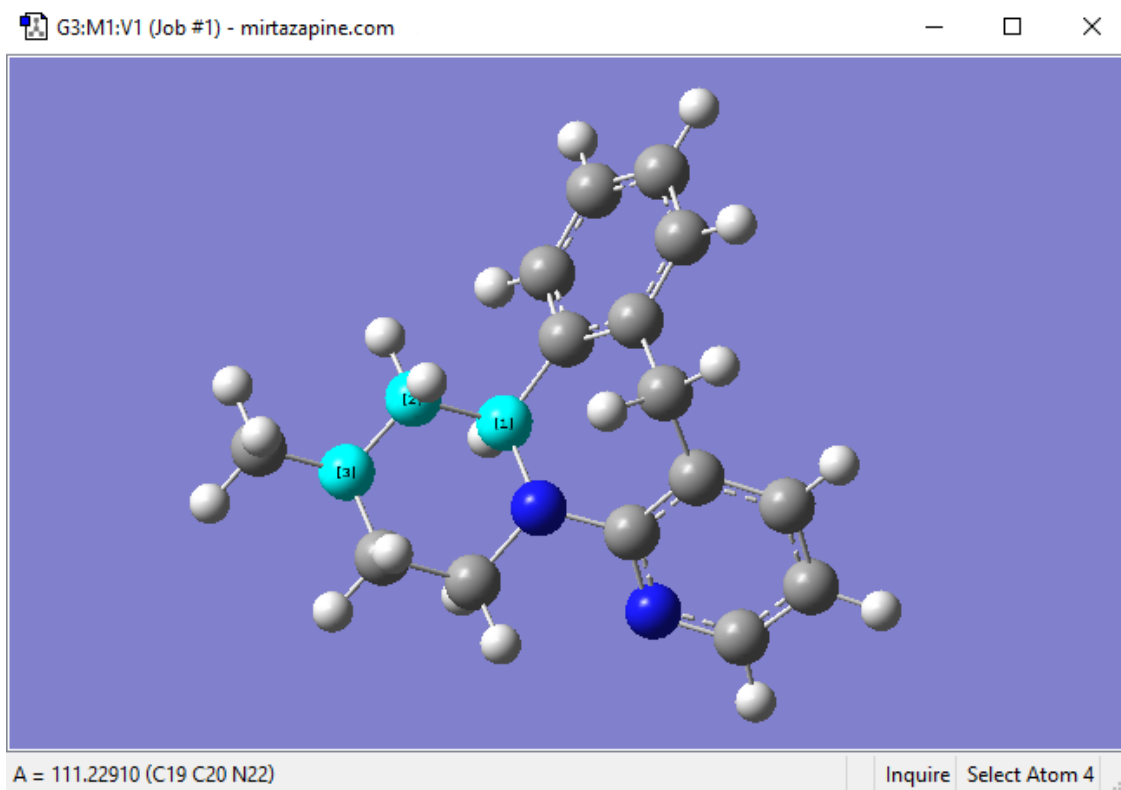 G3:M1:V1 (Job #1) - mirtazapine.com
[2]
[1]
[3]
A = 111.22910 (C19 C20 N22)
Inquire
Select Atom 4